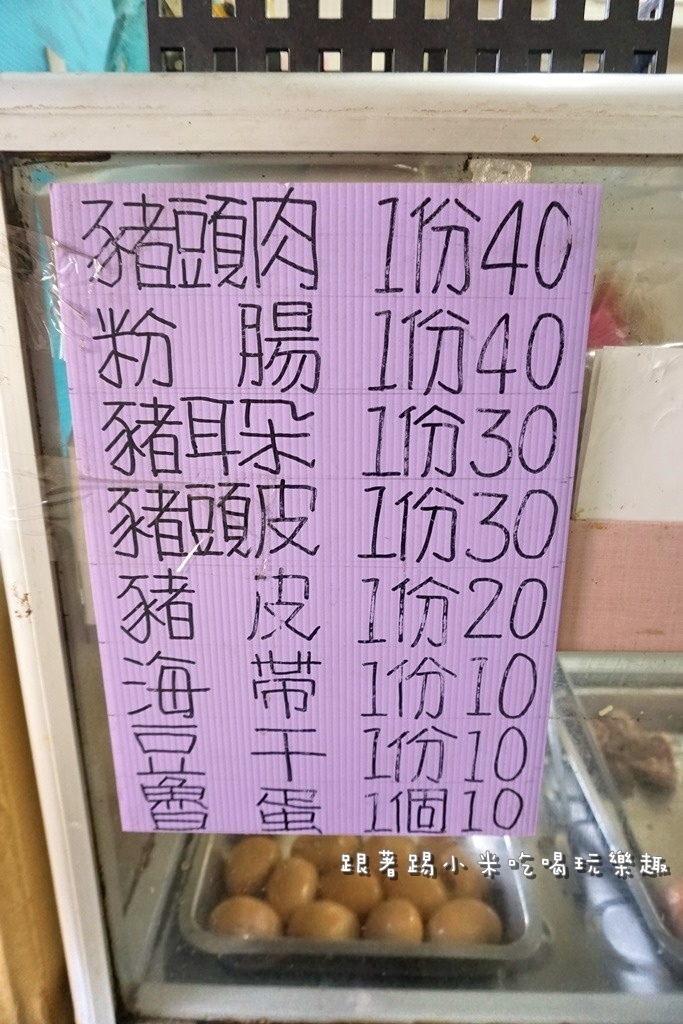 豬頭肉 1份40
粉腸 1份40
豬耳朵 1份30
豬頭皮 1份30
豬皮 1份20
海帶 1份10
豆干 1份10
魯蛋 1個10
跟著踢小米吃喝玩樂趣